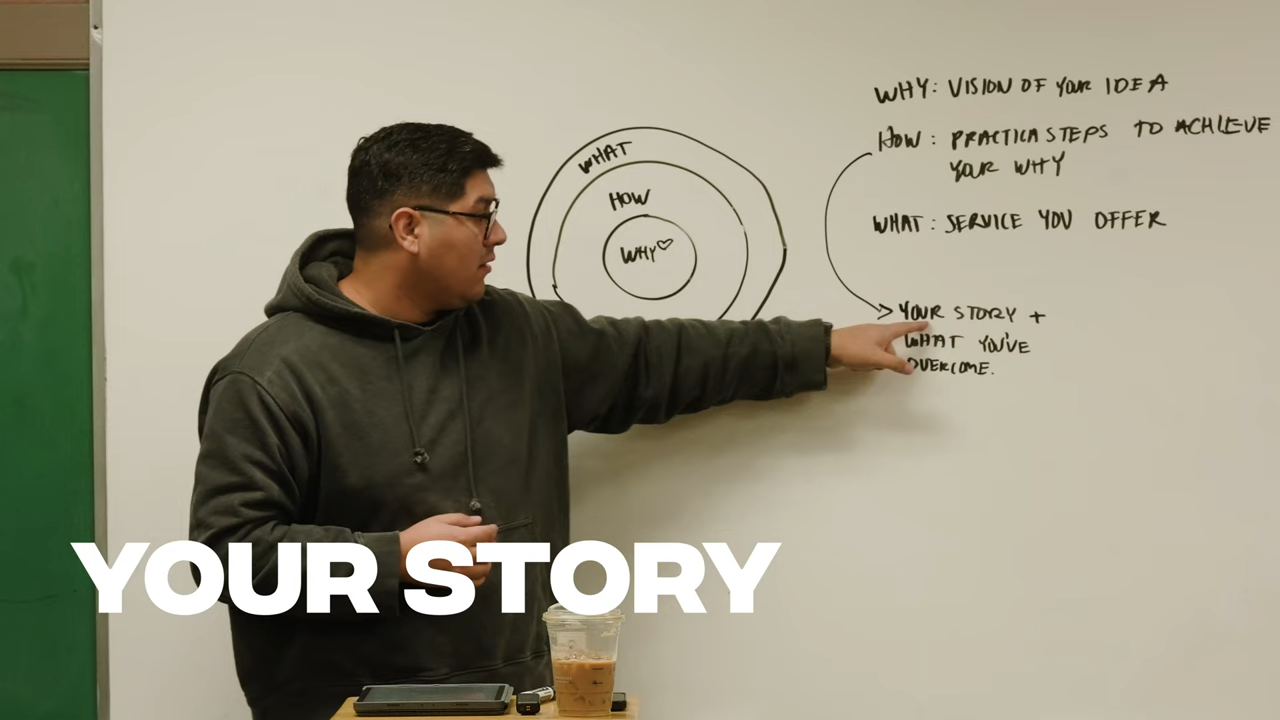 WHAT
HOW
WHY♡
WHY: VISION OF YOUR IDEA
HOW: PRACTICA STEPS TO ACHIEVE
YOUR WHY
WHAT: SERVICE YOU OFFER
YOUR STORY +
WHAT YOU'VE
OVERCOME.
YOUR STORY